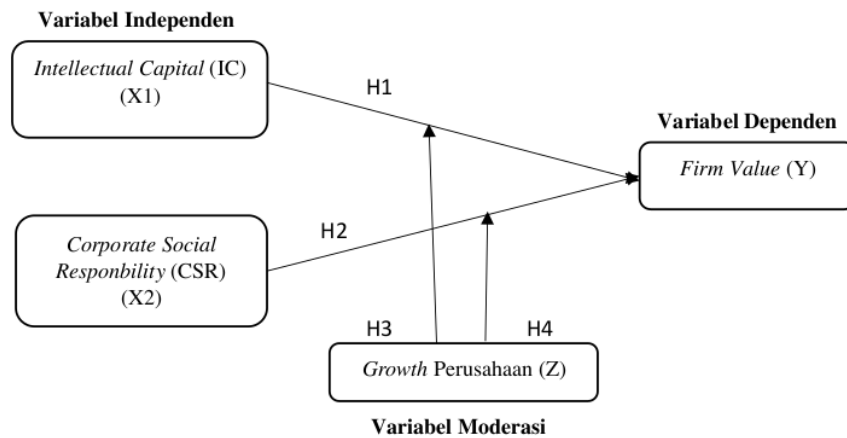 Variabel Independen
Intellectual Capital (IC)
(X1)
H1
Variabel Dependen
Firm Value (Y)
H2
Corporate Social
Responbility (CSR)
(X2)
H3
H4
Growth Perusahaan (Z)
Variabel Moderasi